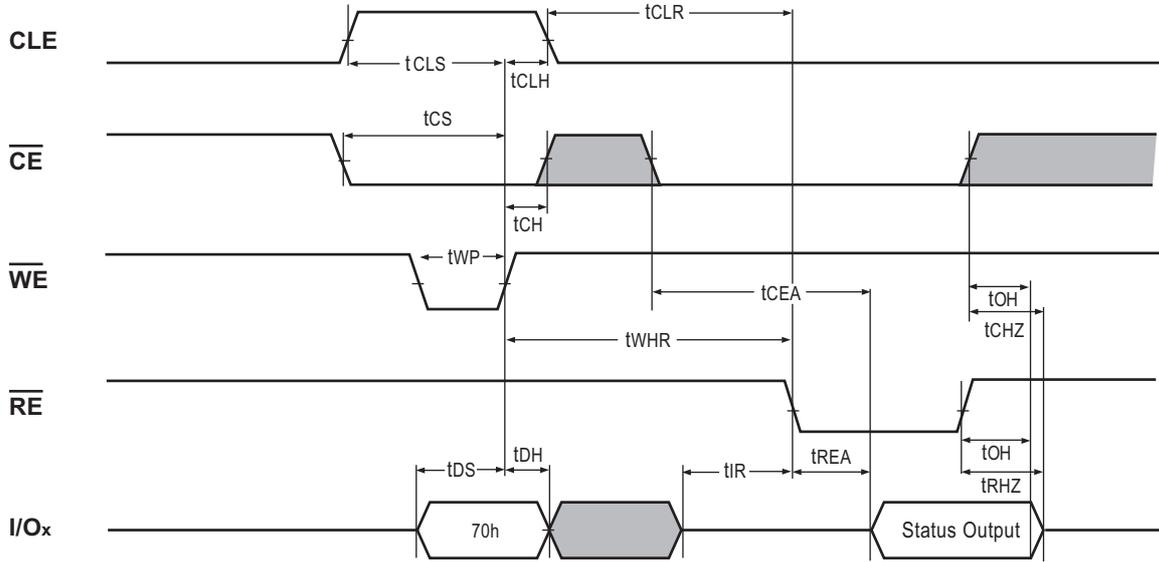 tCLR
CLE
tCLS
tCLH
tCS
CE
tCH
tWP
WE
tCEA
tOH
tCHZ
tWHR
RE
tDH
tOH
tDS
tIR
tREA
tRHZ
I/Ox
70h
Status Output